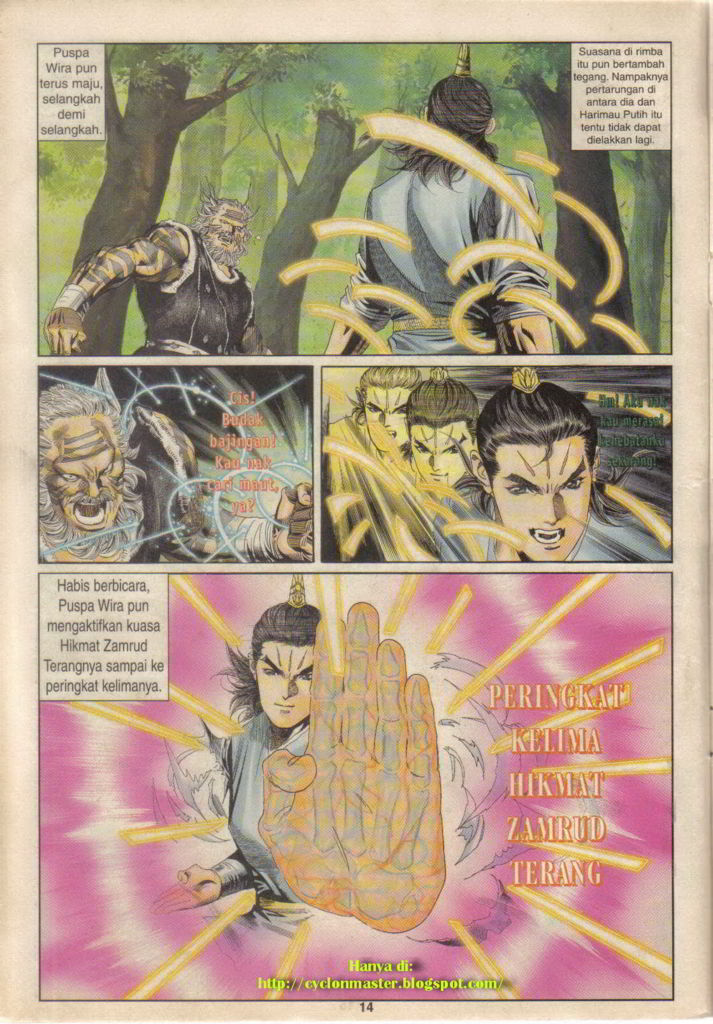 Puspa
Wira pun
terus maju,
selangkah
demi
selangkah.
Suasana di rimba
itu pun bertambah
tegang. Nampaknya
pertarungan di
antara dia dan
Harimau Putih itu
tentu tidak dapat
dielakkan lagi.
Cis!
Budak
bajingan!
Kau nak
cari maut,
ya?
Hm! Aku nak
kau merasai
kehebatanku
sekarang!
Habis berbicara,
Puspa Wira pun
mengaktifkan kuasa
Hikmat Zamrud
Terangnya sampai ke
peringkat kelimanya.
PERINGKAT
KELIMA
HIKMAT
ZAMRUD
TERANG
Hanya di:
http://cyclonmaster.blogspot.com/
14